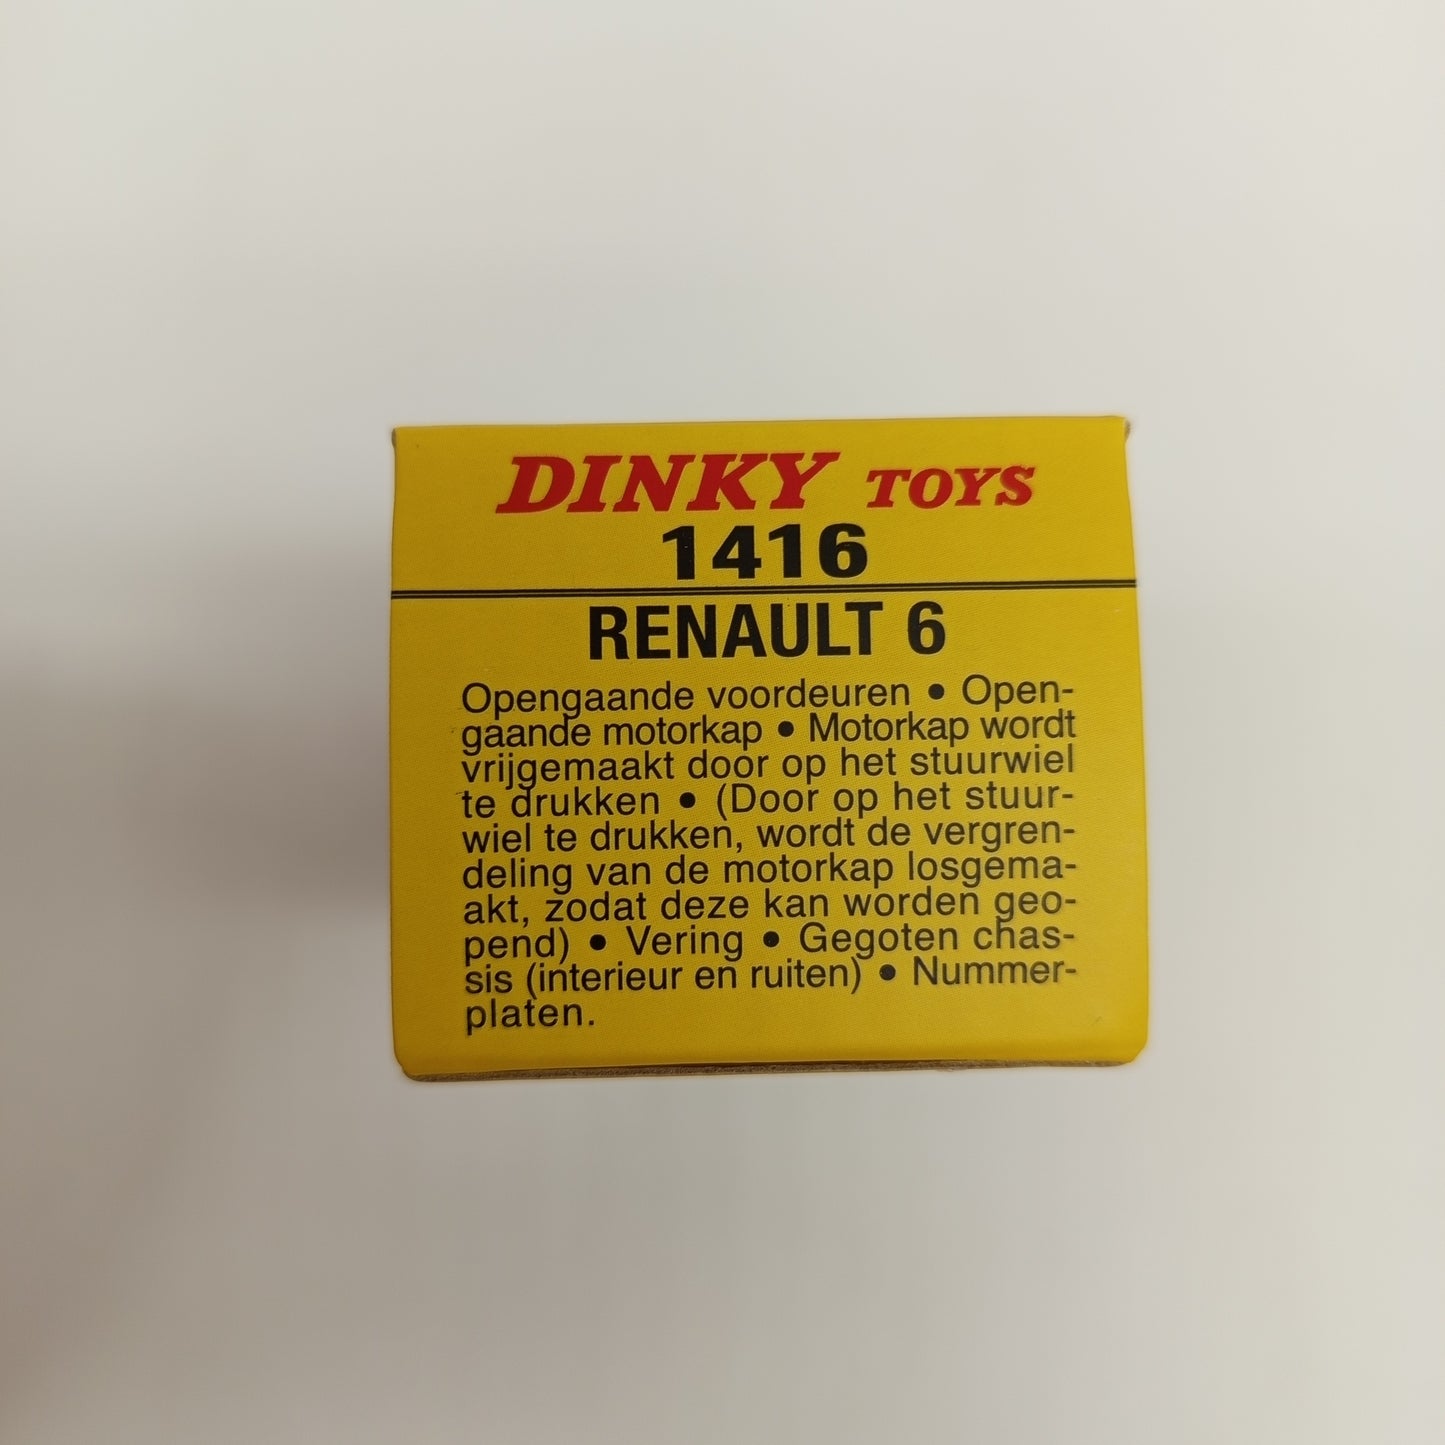 DINKY TOYS
1416
RENAULT 6
Opengaande voordeuren • Open-
gaande motorkap • Motorkap wordt
vrijgemaakt door op het stuurwiel
te drukken • (Door op het stuur-
wiel te drukken, wordt de vergren-
deling van de motorkap losgema-
akt, zodat deze kan worden geo-
pend) • Vering • Gegoten chas-
sis (interieur en ruiten) • Nummer-
platen.